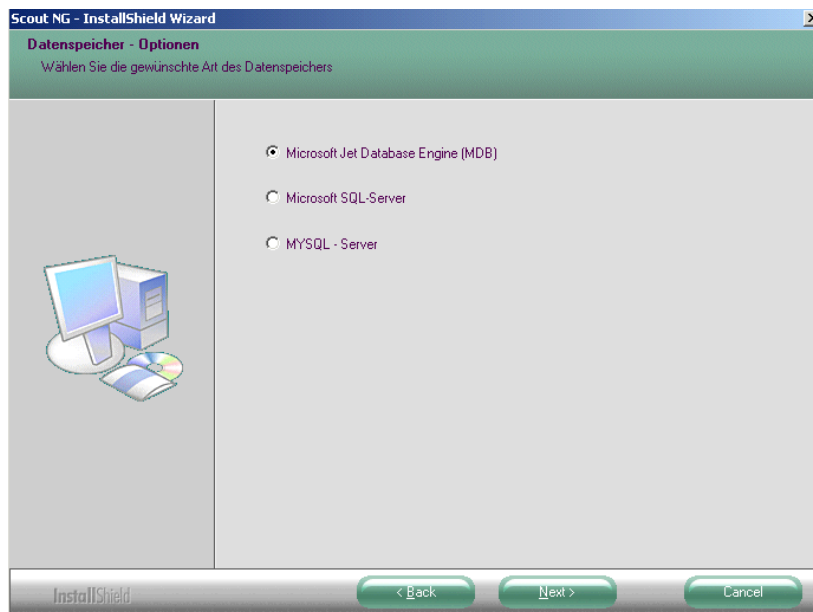 Scout NG - InstallShield Wizard
Datenspeicher - Optionen
Wählen Sie die gewünschte Art des Datenspeichers
Microsoft Jet Database Engine (MDB)
Microsoft SQL-Server
MYSQL - Server
InstallShield
< Back
Next >
Cancel